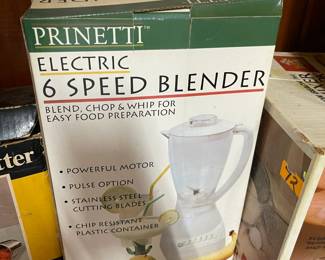 PRINETTI™
ELECTRIC
6 SPEED BLENDER
BLEND, CHOP & WHIP FOR
EASY FOOD PREPARATION
• POWERFUL MOTOR
• PULSE OPTION
• STAINLESS STEEL
CUTTING BLADES
• CHIP RESISTANT
PLASTIC CONTAINER
tter